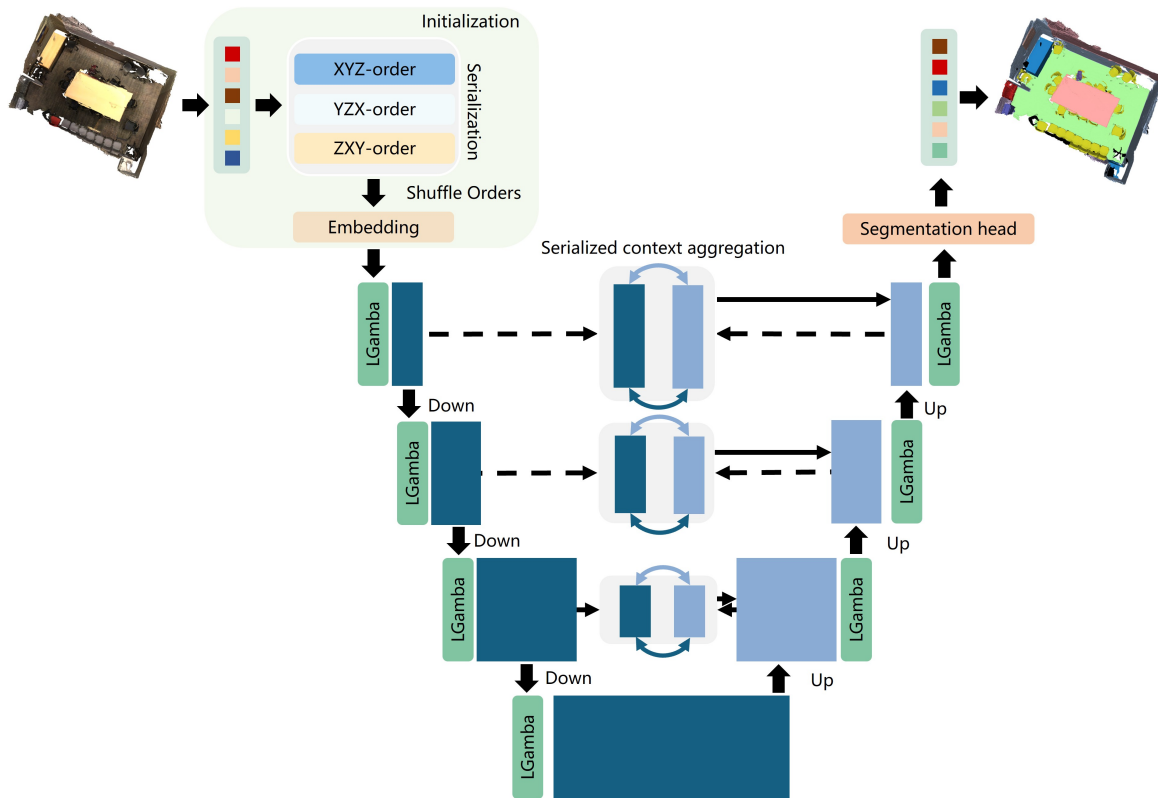 Initialization
XYZ-order
YZX-order
ZXY-order
Serialization
Shuffle Orders
Embedding
Segmentation head
Serialized context aggregation
LGamba
LGamba
Down
Up
LGamba
LGamba
Down
Up
LGamba
LGamba
Down
Up
LGamba